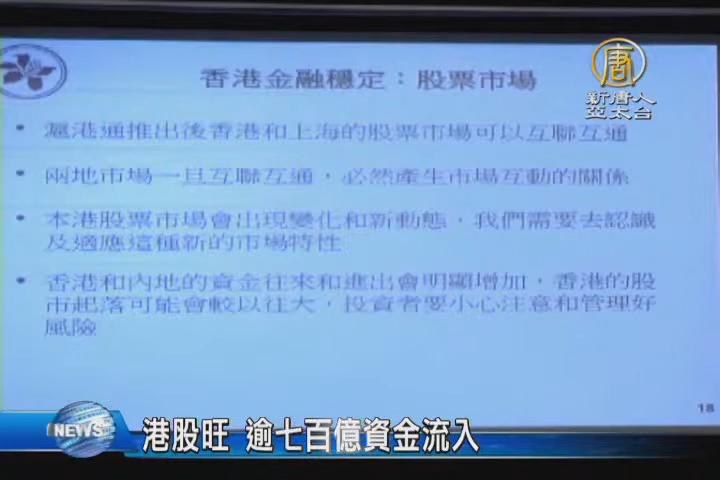 香港金融穩定：股票市場
唐
新唐人
亞太台
• 滬港通推出後香港和上海的股票市場可以互聯互通
• 兩地市場一旦互聯互通，必然產生市場互動的關係
• 本港股票市場會出現變化和新動態，我們需要去認識
及適應這種新的市場特性
• 香港和內地的資金往來和進出會明顯增加，香港的股
市起落可能會較以往大，投資者要小心注意和管理好
風險
18
NEWS
港股旺 逾七百億資金流入